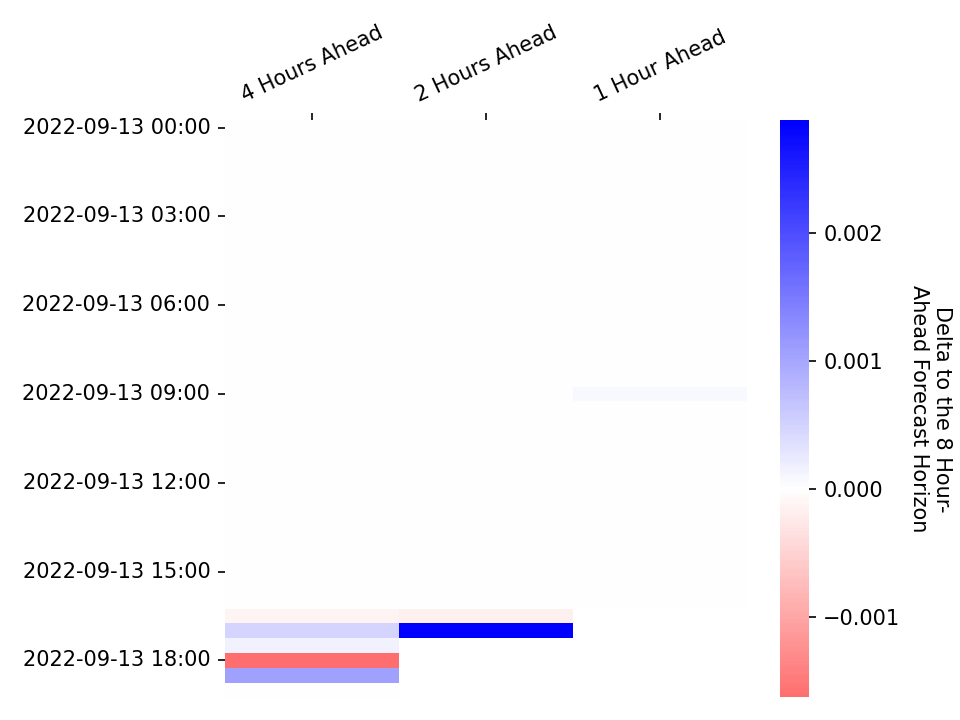 4 Hours Ahead
2 Hours Ahead
1 Hour Ahead
2022-09-13 00:00
2022-09-13 03:00
2022-09-13 06:00
2022-09-13 09:00
2022-09-13 12:00
2022-09-13 15:00
2022-09-13 18:00
0.002
0.001
0.000
−0.001
Delta to the 8 Hour-
Ahead Forecast Horizon